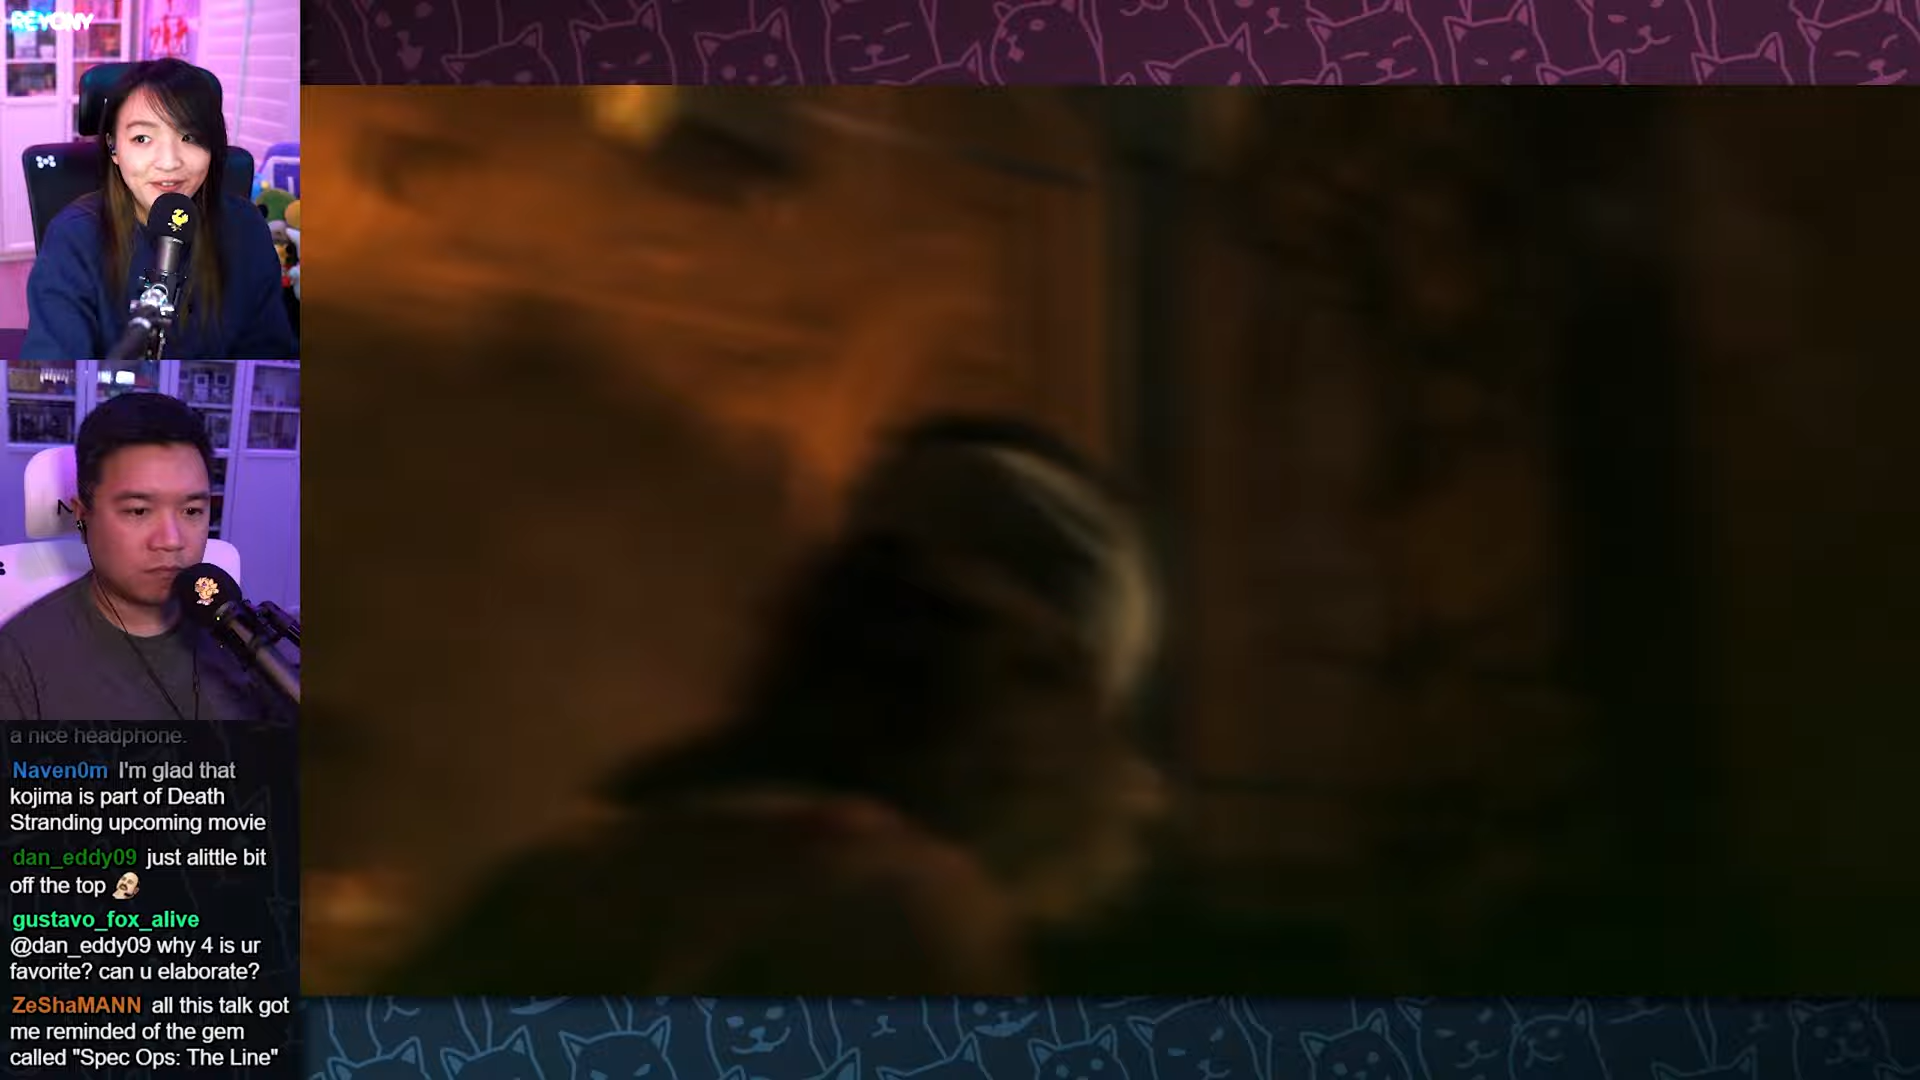 REYONY
a nice headphone.
Naven0m I'm glad that
kojima is part of Death
Stranding upcoming movie
dan_eddy09 just alittle bit
off the top
gustavo_fox_alive
@dan_eddy09 why 4 is ur
favorite? can u elaborate?
ZeShaMANN all this talk got
me reminded of the gem
called "Spec Ops: The Line"